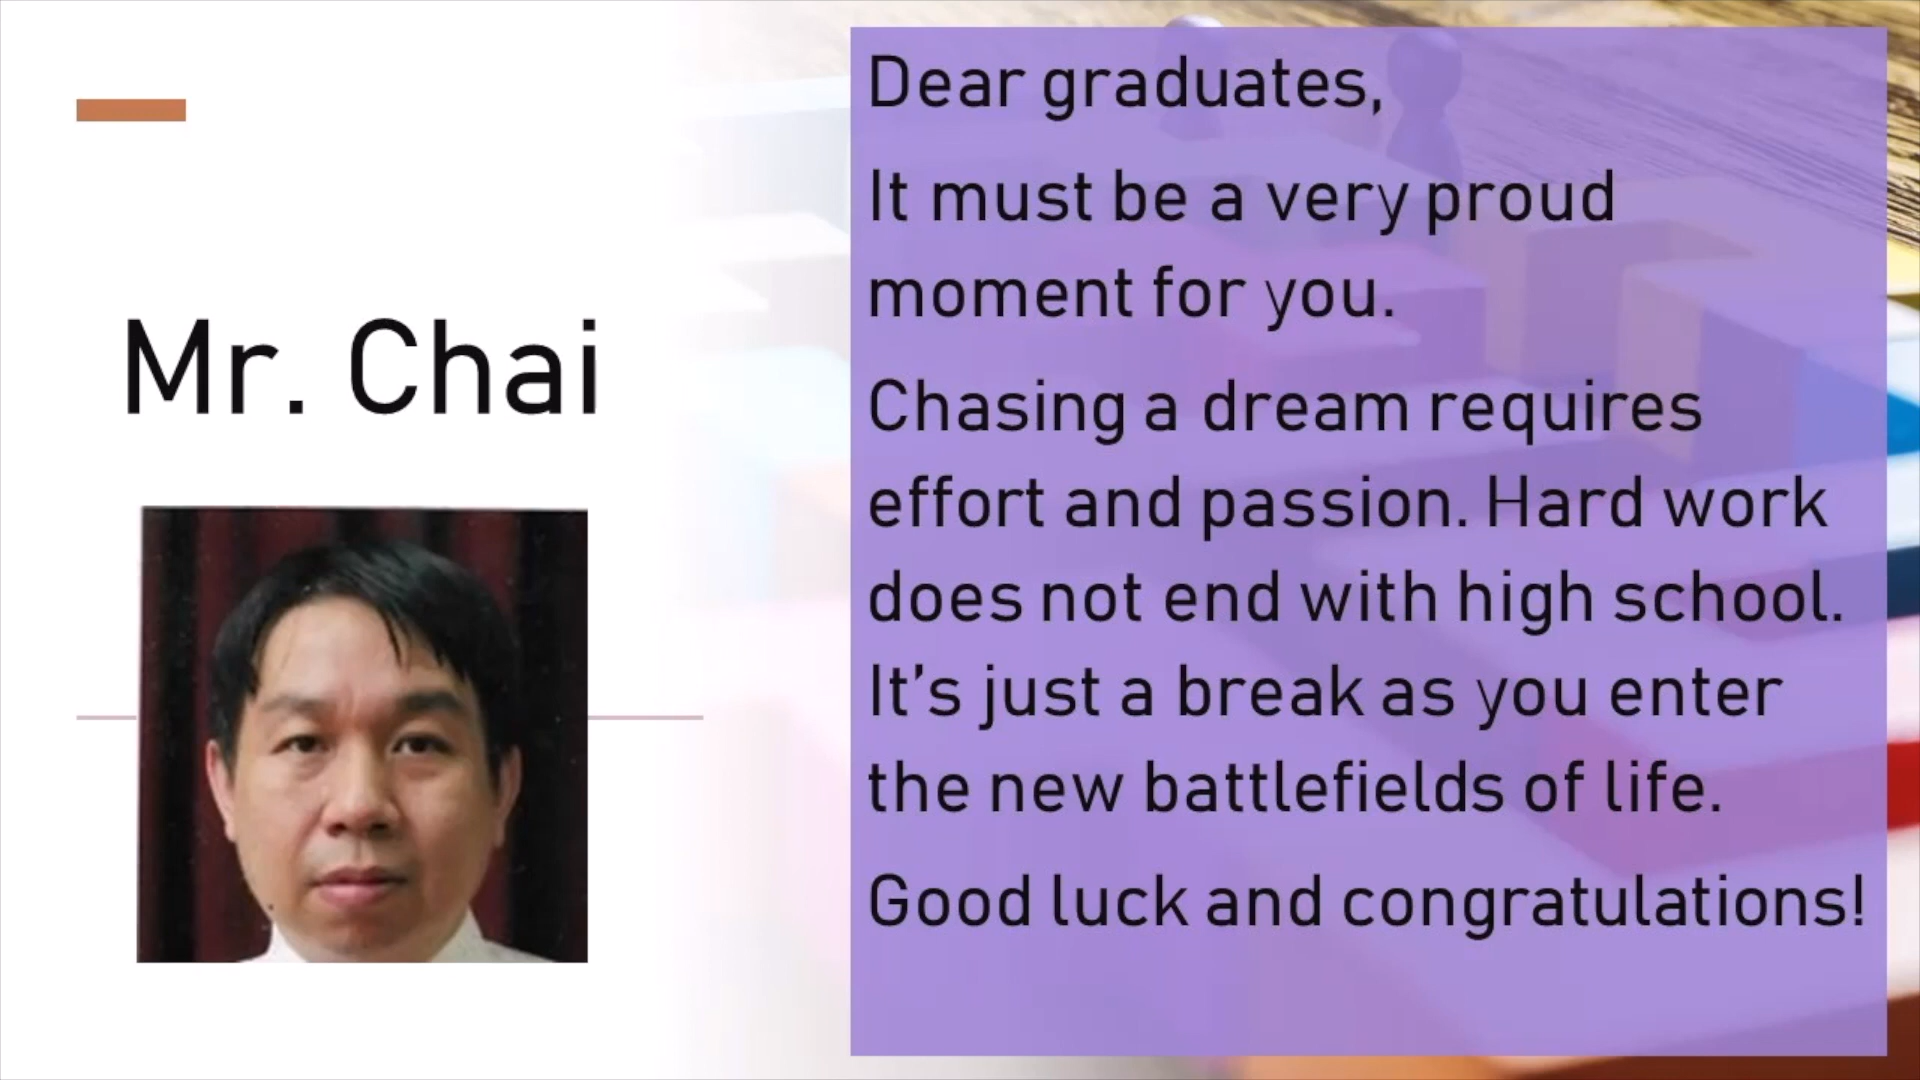 Mr. Chai
Dear graduates,
It must be a very proud
moment for you.
Chasing a dream requires
effort and passion. Hard work
does not end with high school.
It’s just a break as you enter
the new battlefields of life.
Good luck and congratulations!